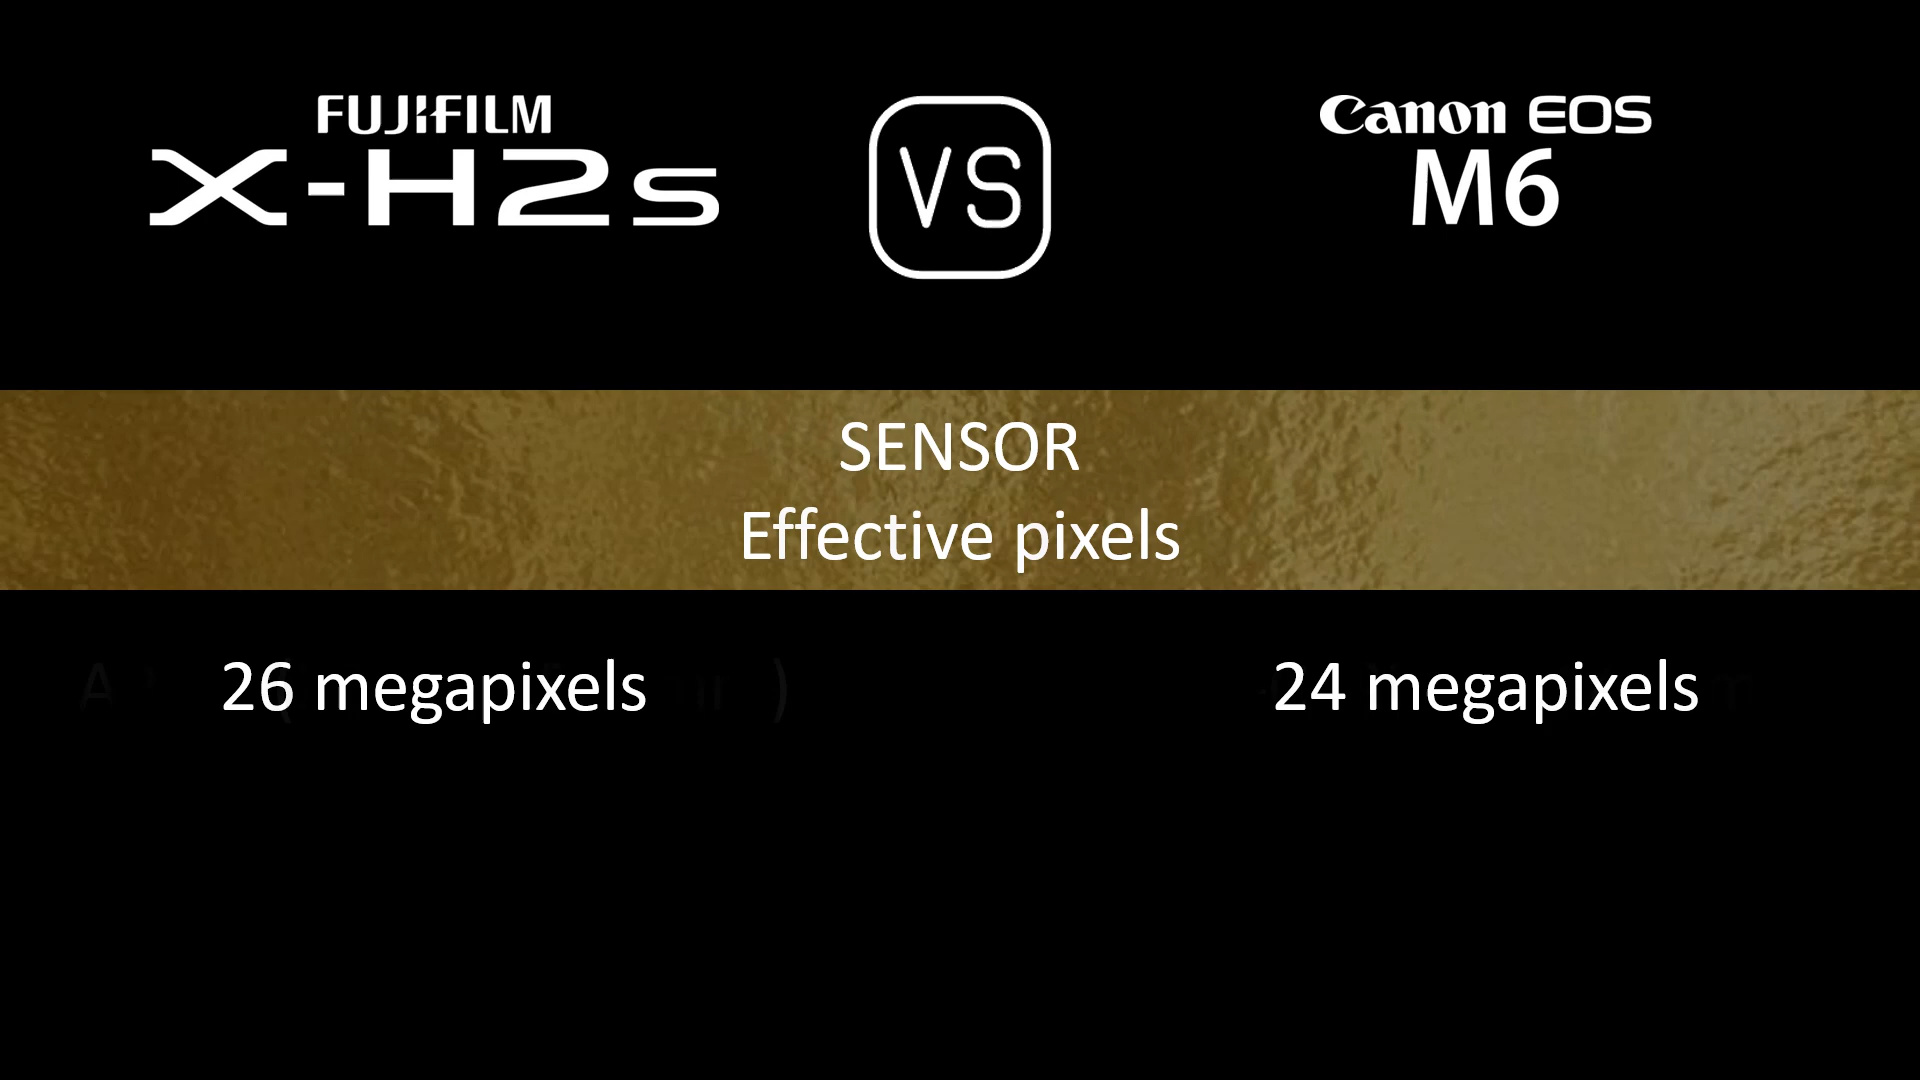 FUJIFILM
X-H2s
VS
Canon EOS
M6
SENSOR
Effective pixels
26 megapixels
24 megapixels